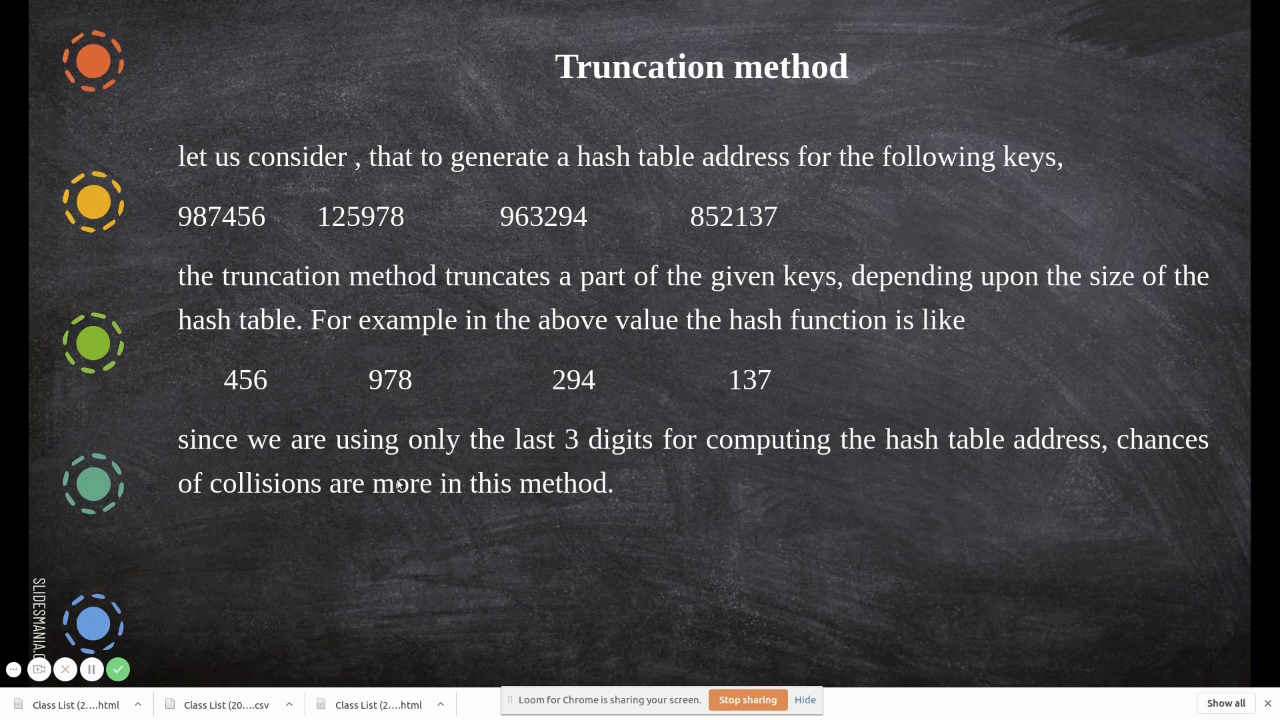 Truncation method
let us consider , that to generate a hash table address for the following keys,
987456 125978 963294 852137
the truncation method truncates a part of the given keys, depending upon the size of the
hash table. For example in the above value the hash function is like
456 978 294 137
since we are using only the last 3 digits for computing the hash table address, chances
of collisions are more in this method.
SLIDESMANIA.C
Class List (2....html
Class List (20....csv
Class List (2....html
Loom for Chrome is sharing your screen.
Stop sharing
Hide
Show all